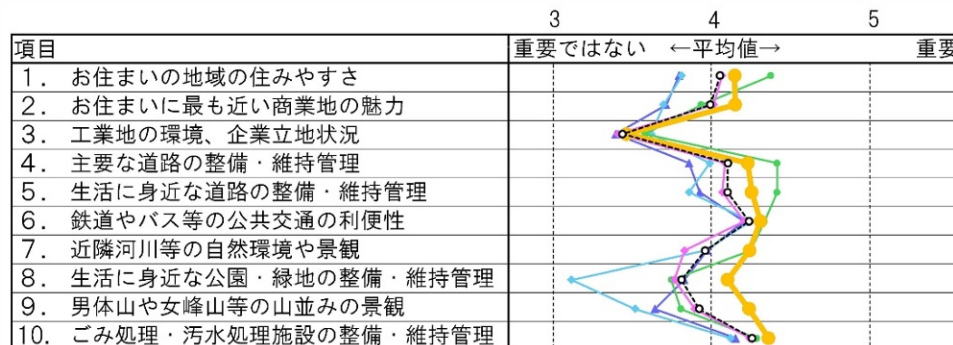 3 4 5
項目 重要ではない ←平均値→ 重要
1. お住まいの地域の住みやすさ
2. お住まいに最も近い商業地の魅力
3. 工業地の環境、企業立地状況
4. 主要な道路の整備・維持管理
5. 生活に身近な道路の整備・維持管理
6. 鉄道やバス等の公共交通の利便性
7. 近隣河川等の自然環境や景観
8. 生活に身近な公園・緑地の整備・維持管理
9. 男体山や女峰山等の山並みの景観
10. ごみ処理・汚水処理施設の整備・維持管理